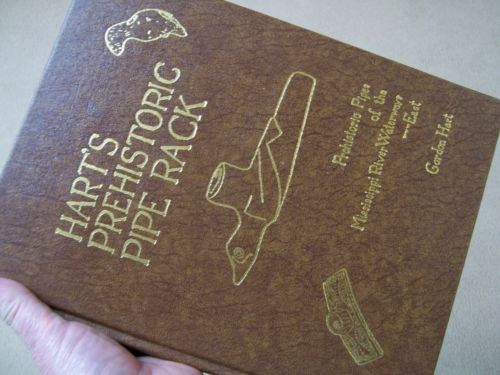 HART'S
PREHISTORIC
PIPE RACK
Prehistoric Pipes
of the
Mississippi River Waterways
—East
Gordon Hart